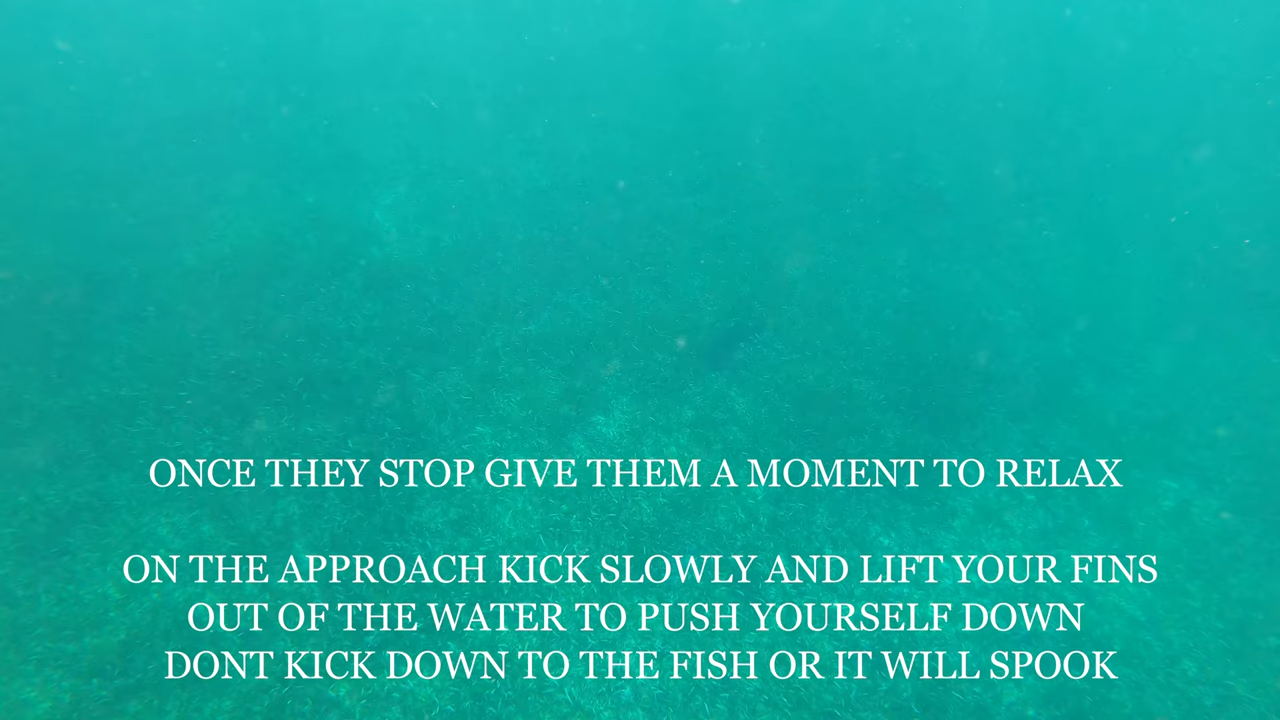 ONCE THEY STOP GIVE THEM A MOMENT TO RELAX
ON THE APPROACH KICK SLOWLY AND LIFT YOUR FINS
OUT OF THE WATER TO PUSH YOURSELF DOWN
DONT KICK DOWN TO THE FISH OR IT WILL SPOOK